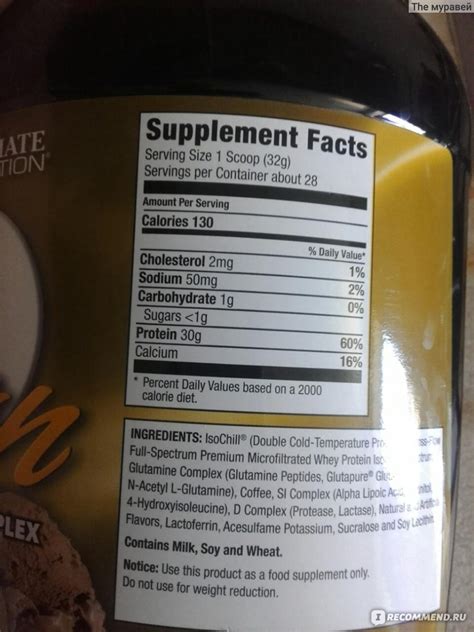 The муравей
MATE
TION®
Supplement Facts
Serving Size 1 Scoop (32g)
Servings per Container about 28
Amount Per Serving
Calories 130
% Daily Value*
Cholesterol 2mg 1%
Sodium 50mg 2%
Carbohydrate 1g 0%
Sugars <1g
Protein 30g 60%
Calcium 16%
* Percent Daily Values based on a 2000
calorie diet.
INGREDIENTS: IsoChill® (Double Cold-Temperature
Full-Spectrum Premium Microfiltrated Whey Protein
Glutamine Complex (Glutamine Peptides, Glutapure®
N-Acetyl L-Glutamine), Coffee, SI Complex (Alpha Lipoic
4-Hydroxyisoleucine), D Complex (Protease, Lactase), Natural
Flavors, Lactoferrin, Acesulfame Potassium, Sucralose and Soy Lecithin.
Contains Milk, Soy and Wheat.
Notice: Use this product as a food supplement only.
Do not use for weight reduction.
PLEX
I RECOMMEND.RU